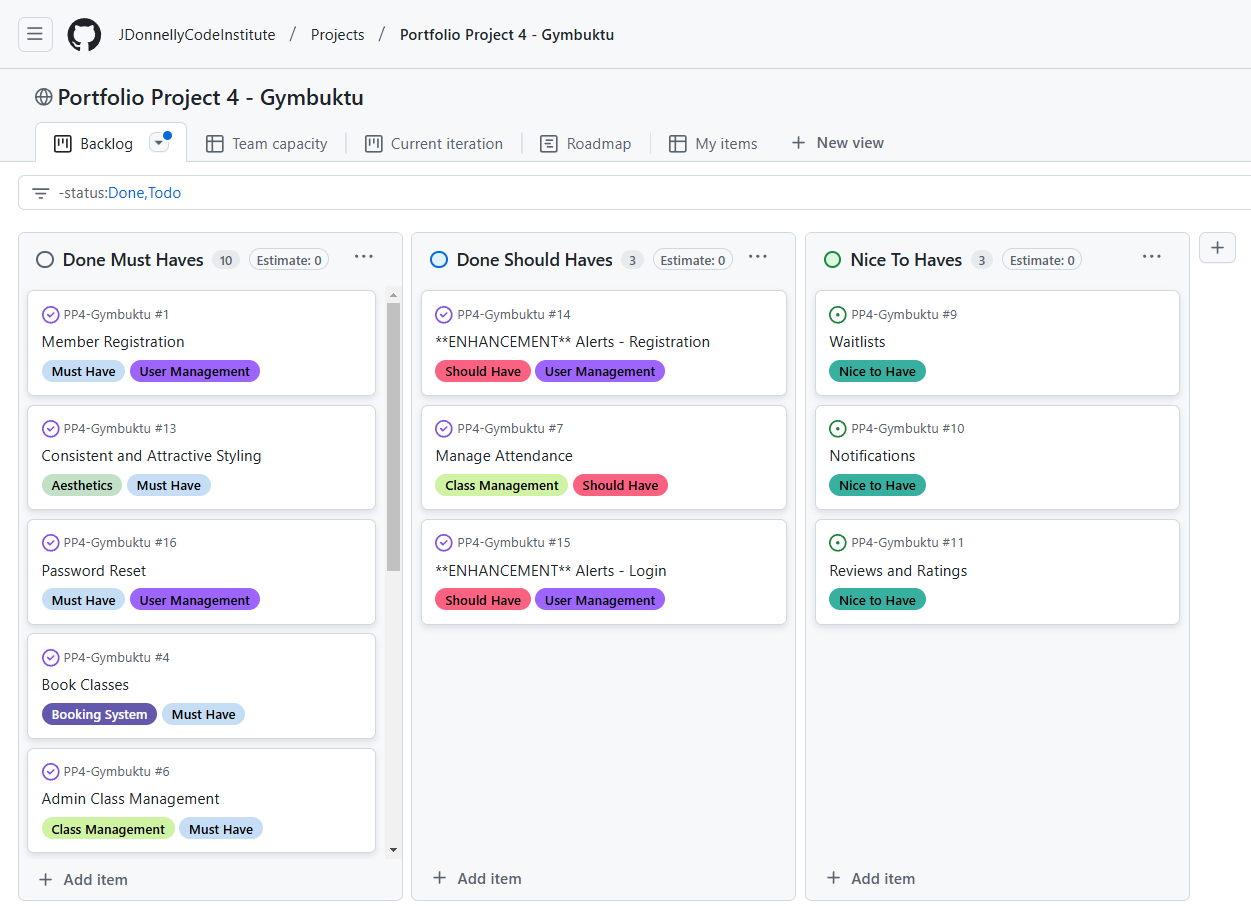 JDonnellyCodeInstitute / Projects / Portfolio Project 4 - Gymbuktu
Portfolio Project 4 - Gymbuktu
Backlog Team capacity Current iteration Roadmap My items + New view
-status:Done,Todo
Done Must Haves 10 Estimate: 0 ...
PP4-Gymbuktu #1
Member Registration
Must Have User Management
PP4-Gymbuktu #13
Consistent and Attractive Styling
Aesthetics Must Have
PP4-Gymbuktu #16
Password Reset
Must Have User Management
PP4-Gymbuktu #4
Book Classes
Booking System Must Have
PP4-Gymbuktu #6
Admin Class Management
Class Management Must Have
+ Add item
Done Should Haves 3 Estimate: 0 ...
PP4-Gymbuktu #14
**ENHANCEMENT** Alerts - Registration
Should Have User Management
PP4-Gymbuktu #7
Manage Attendance
Class Management Should Have
PP4-Gymbuktu #15
**ENHANCEMENT** Alerts - Login
Should Have User Management
+ Add item
Nice To Haves 3 Estimate: 0 ...
PP4-Gymbuktu #9
Waitlists
Nice to Have
PP4-Gymbuktu #10
Notifications
Nice to Have
PP4-Gymbuktu #11
Reviews and Ratings
Nice to Have
+ Add item
+